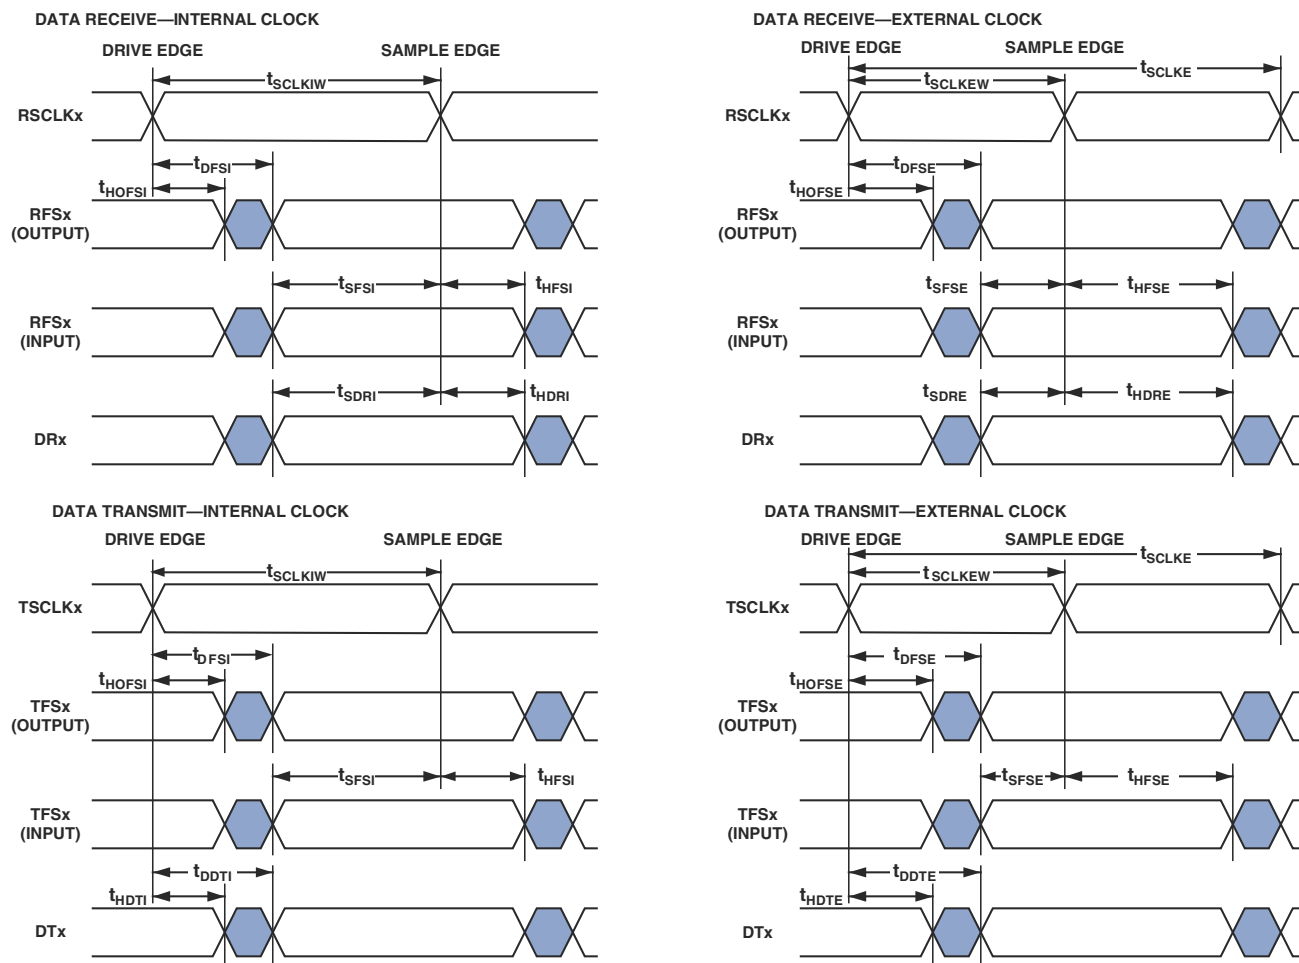 DATA RECEIVE—INTERNAL CLOCK
DRIVE EDGE
SAMPLE EDGE
tSCLKIW
RSCLKx
tDFSI
tHOFSI
RFSx
(OUTPUT)
tSFSI
tHFSI
RFSx
(INPUT)
tSDRI
tHDRI
DRx
DATA RECEIVE—EXTERNAL CLOCK
DRIVE EDGE
SAMPLE EDGE
tSCLKE
tSCLKEW
RSCLKx
tDFSE
tHOFSE
RFSx
(OUTPUT)
tSFSE
tHFSE
RFSx
(INPUT)
tSDRE
tHDRE
DRx
DATA TRANSMIT—INTERNAL CLOCK
DRIVE EDGE
SAMPLE EDGE
tSCLKIW
TSCLKx
tDFSI
tHOFSI
TFSx
(OUTPUT)
tSFSI
tHFSI
TFSx
(INPUT)
tDDTI
tHDTI
DTx
DATA TRANSMIT—EXTERNAL CLOCK
DRIVE EDGE
SAMPLE EDGE
tSCLKE
tSCLKEW
TSCLKx
tDFSE
tHOFSE
TFSx
(OUTPUT)
tSFSE
tHFSE
TFSx
(INPUT)
tDDTE
tHDTE
DTx